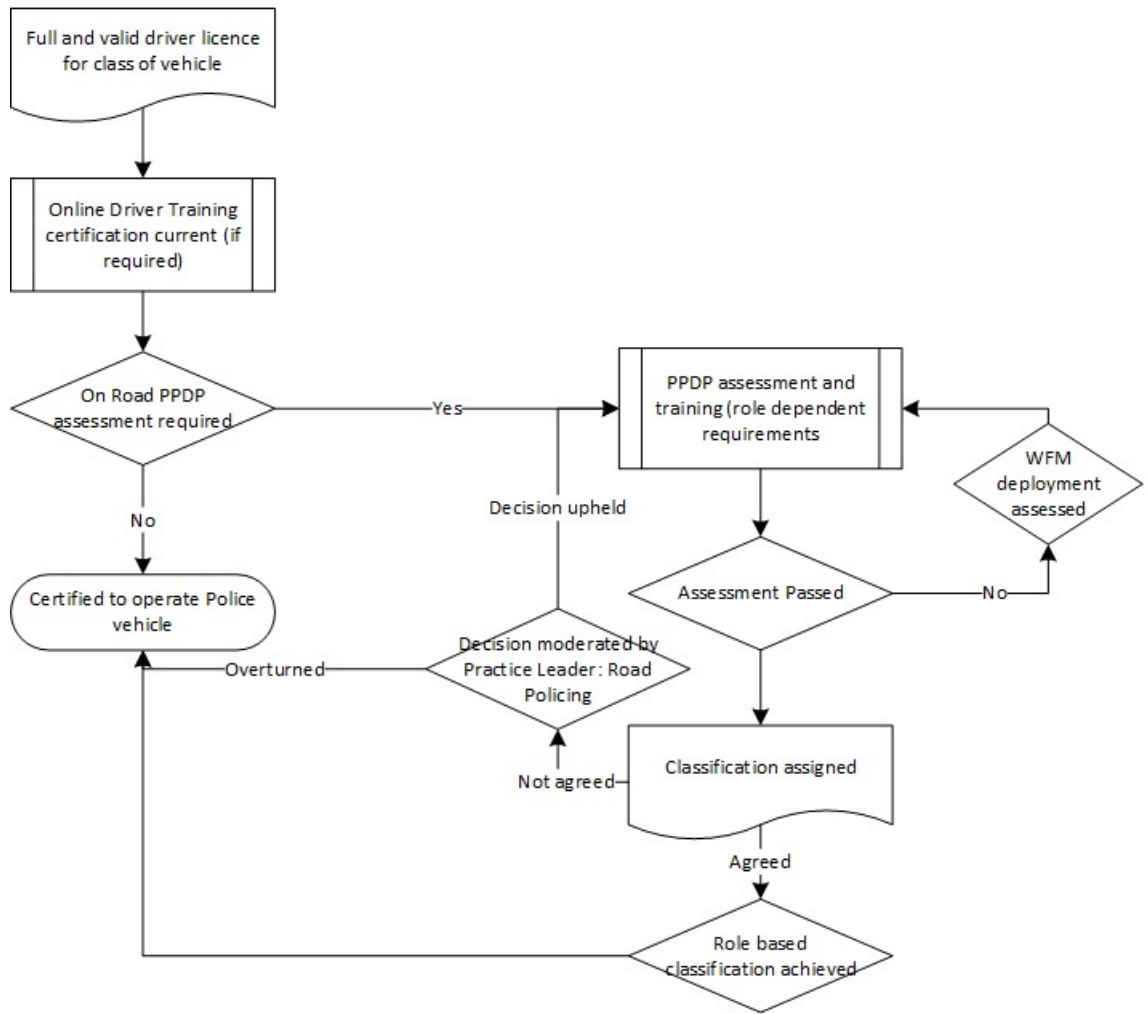 Full and valid driver licence
for class of vehicle
Online Driver Training
certification current (if
required)
On Road PPDP
assessment required
Yes
PPDP assessment and
training (role dependent
requirements
WFM
deployment
assessed
Decision upheld
No
Certified to operate Police
vehicle
Assessment Passed
No
Decision moderated by
Practice Leader: Road
Policing
Overturned
Not agreed
Classification assigned
Agreed
Role based
classification achieved